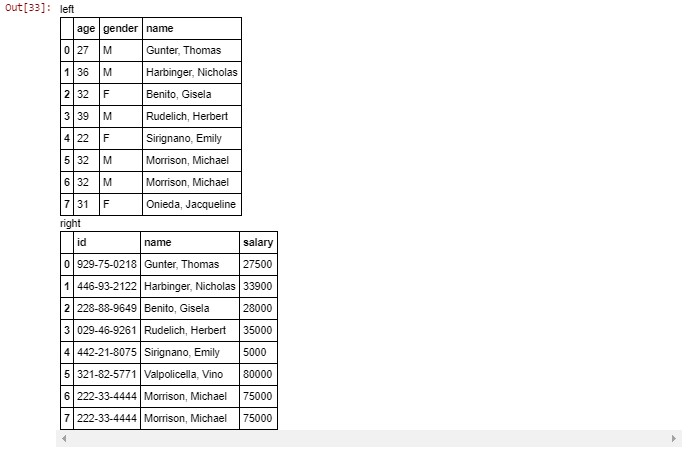 Out[33]: left
age gender name
0 27 M Gunter, Thomas
1 36 M Harbinger, Nicholas
2 32 F Benito, Gisela
3 39 M Rudelich, Herbert
4 22 F Sirignano, Emily
5 32 M Morrison, Michael
6 32 M Morrison, Michael
7 31 F Onieda, Jacqueline
right
id name salary
0 929-75-0218 Gunter, Thomas 27500
1 446-93-2122 Harbinger, Nicholas 33900
2 228-88-9649 Benito, Gisela 28000
3 029-46-9261 Rudelich, Herbert 35000
4 442-21-8075 Sirignano, Emily 5000
5 321-82-5771 Valpolicella, Vino 80000
6 222-33-4444 Morrison, Michael 75000
7 222-33-4444 Morrison, Michael 75000